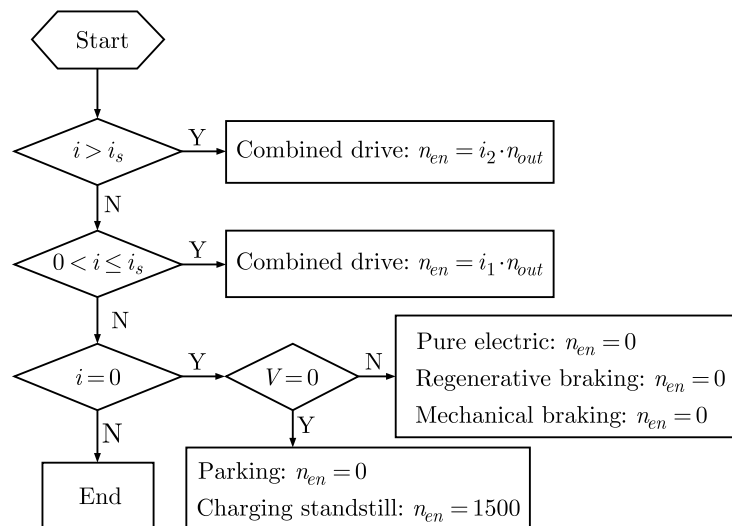 Start
i > i_s
Y
Combined drive: n_en = i_2 · n_out
N
0 < i ≤ i_s
Y
Combined drive: n_en = i_1 · n_out
N
i = 0
Y
V = 0
N
Pure electric: n_en = 0
Regenerative braking: n_en = 0
Mechanical braking: n_en = 0
N
Y
End
Parking: n_en = 0
Charging standstill: n_en = 1500